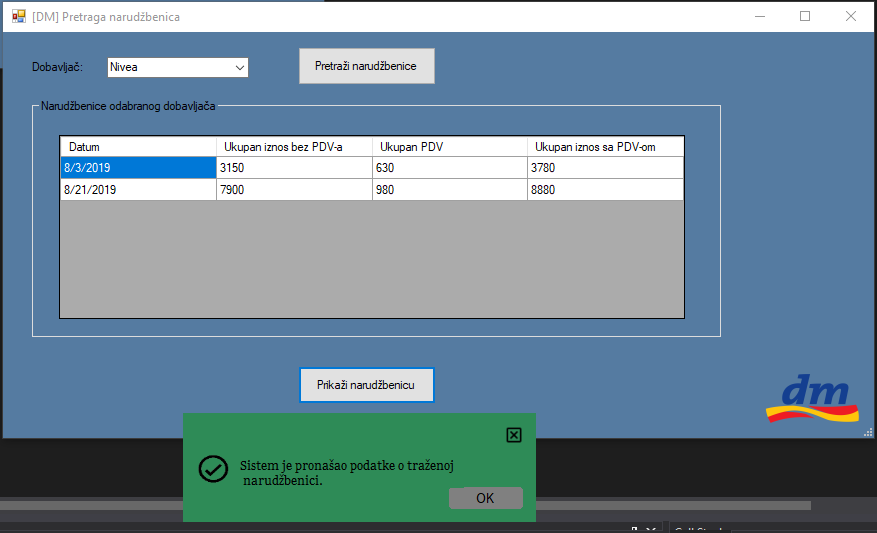 [DM] Pretraga narudžbenica
Dobavljač: Nivea Pretraži narudžbenice
Narudžbenice odabranog dobavljača
Datum Ukupan iznos bez PDV-a Ukupan PDV Ukupan iznos sa PDV-om
8/3/2019 3150 630 3780
8/21/2019 7900 980 8880
Prikaži narudžbenicu
dm
Sistem je pronašao podatke o traženoj
narudžbenici.
OK